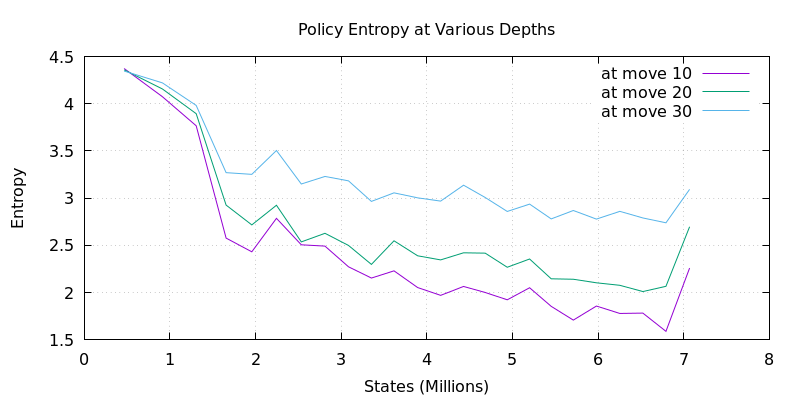 Policy Entropy at Various Depths
4.5
4
3.5
3
2.5
2
1.5
Entropy
at move 10
at move 20
at move 30
0 1 2 3 4 5 6 7 8
States (Millions)